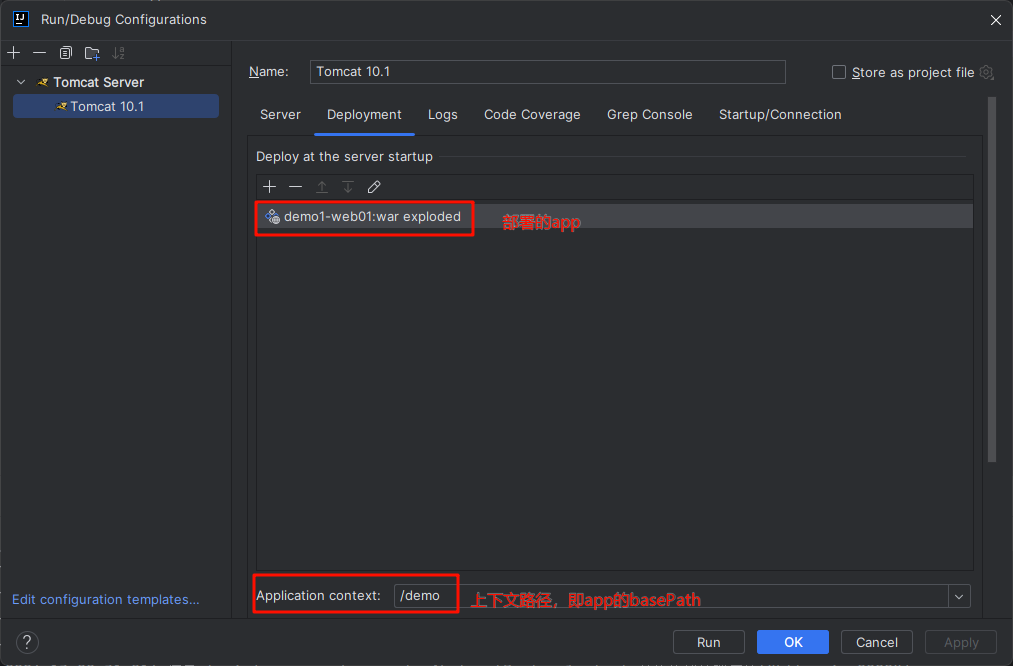 Run/Debug Configurations
Tomcat Server
Tomcat 10.1
Name: Tomcat 10.1 Store as project file
Server Deployment Logs Code Coverage Grep Console Startup/Connection
Deploy at the server startup
demo1-web01:war exploded 部署的app
Application context: /demo 上下文路径，即app的basePath
Edit configuration templates...
? Run OK Cancel Apply